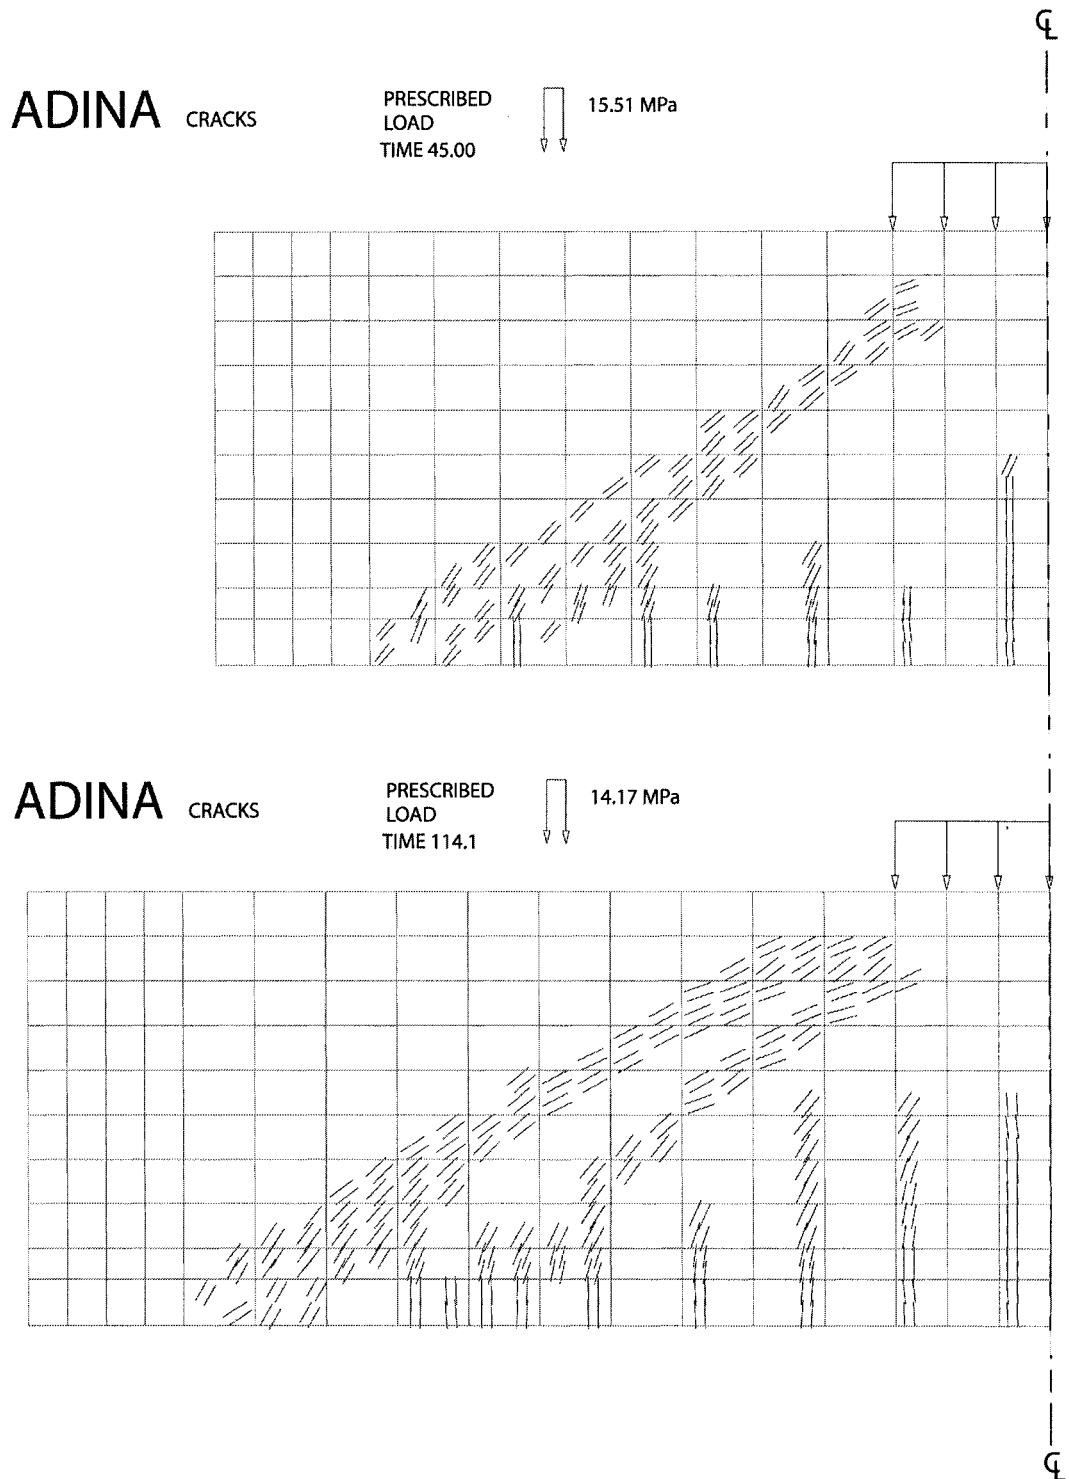 ℄
ADINA CRACKS
PRESCRIBED
LOAD
TIME 45.00
15.51 MPa
ADINA CRACKS
PRESCRIBED
LOAD
TIME 114.1
14.17 MPa
℄